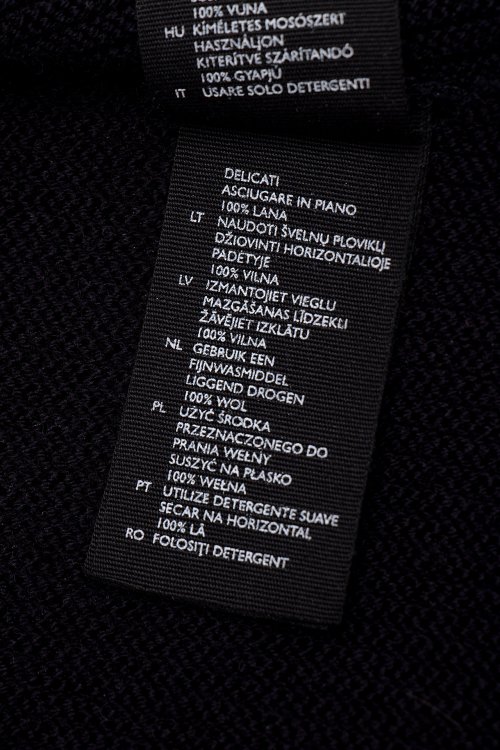 100% VUNA
HU KÍMÉLETES MOSÓSZERT
HASZNÁLJON
KITERÍTVE SZÁRÍTANDÓ
100% GYAPJÚ
IT USARE SOLO DETERGENTI
DELICATI
ASCIUGARE IN PIANO
100% LANA
LT NAUDOTI ŠVELNŲ PLOVIKLĮ
DŽIOVINTI HORIZONTALIOJE
PADĖTYJE
100% VILNA
LV IZMANTOJIET VIEGLU
MAZGĀŠANAS LĪDZEKLI
ŽĀVĒJIET IZKLĀTU
100% VILNA
NL GEBRUIK EEN
FIJNWASMIDDEL
LIGGEND DROGEN
100% WOL
PL UŻYĆ ŚRODKA
PRZEZNACZONEGO DO
PRANIA WEŁNY
SUSZYĆ NA PŁASKO
100% WEŁNA
PT UTILIZE DETERGENTE SUAVE
SECAR NA HORIZONTAL
100% LÃ
RO FOLOSIȚI DETERGENT